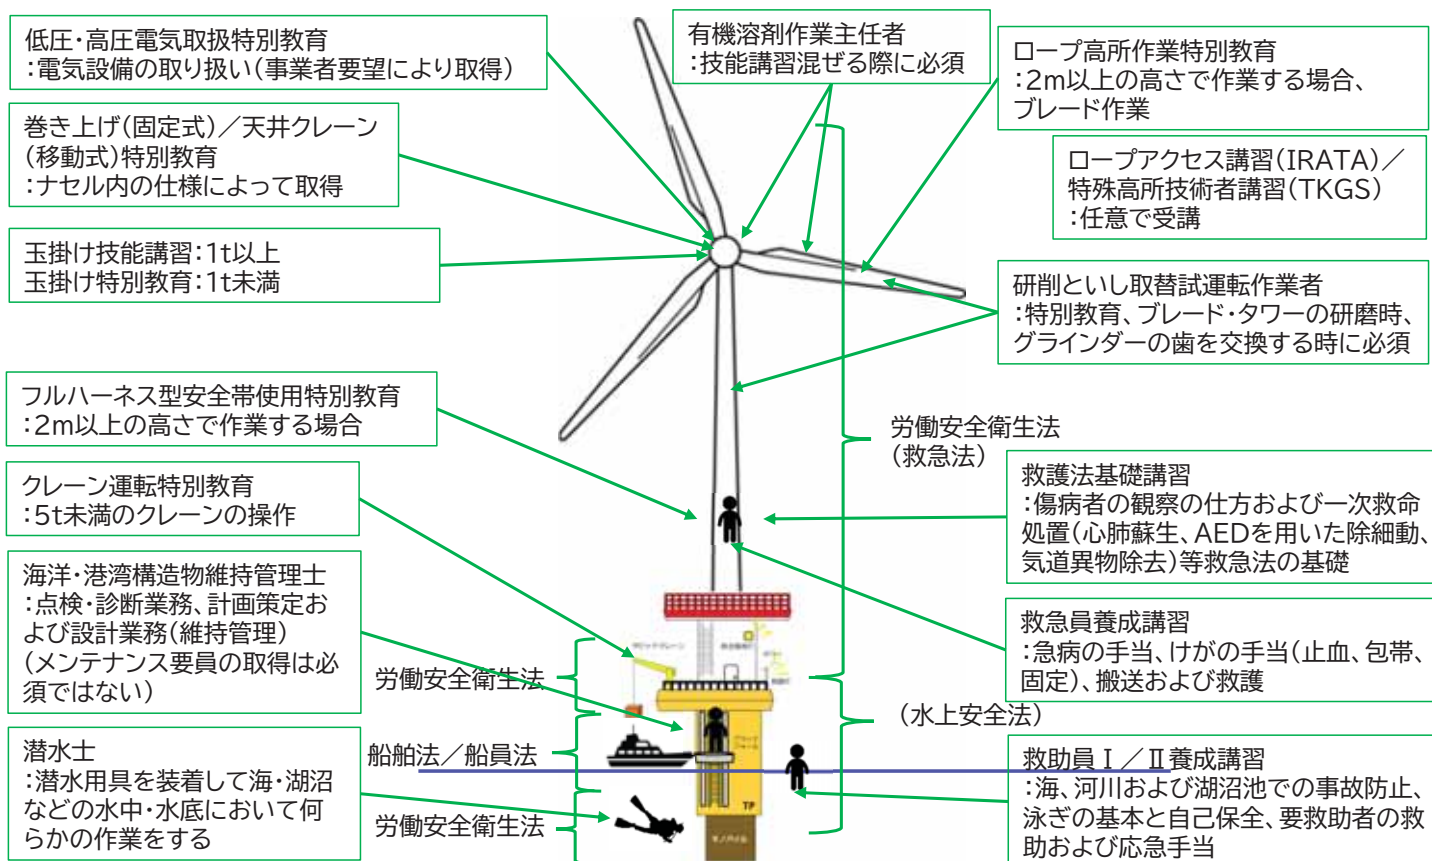 低圧・高圧電気取扱特別教育
：電気設備の取り扱い（事業者要望により取得）
巻き上げ（固定式）／天井クレーン
（移動式）特別教育
：ナセル内の仕様によって取得
玉掛け技能講習：1t以上
玉掛け特別教育：1t未満
フルハーネス型安全帯使用特別教育
：2m以上の高さで作業する場合
クレーン運転特別教育
：5t未満のクレーンの操作
海洋・港湾構造物維持管理士
：点検・診断業務、計画策定お
よび設計業務（維持管理）
（メンテナンス要員の取得は必
須ではない）
潜水士
：潜水用具を装着して海・湖沼
などの水中・水底において何
らかの作業をする
有機溶剤作業主任者
：技能講習混ぜる際に必須
ロープ高所作業特別教育
：2m以上の高さで作業する場合、
ブレード作業
ロープアクセス講習（IRATA）／
特殊高所技術者講習（TKGS）
：任意で受講
研削といし取替試運転作業者
：特別教育、ブレード・タワーの研磨時、
グラインダーの歯を交換する時に必須
労働安全衛生法
（救急法）
救護法基礎講習
：傷病者の観察の仕方および一次救命
処置（心肺蘇生、AEDを用いた除細動、
気道異物除去）等救急法の基礎
救急員養成講習
：急病の手当、けがの手当（止血、包帯、
固定）、搬送および救護
（水上安全法）
救助員Ⅰ／Ⅱ養成講習
：海、河川および湖沼池での事故防止、
泳ぎの基本と自己保全、要救助者の救
助および応急手当
労働安全衛生法
船舶法／船員法
労働安全衛生法
TP